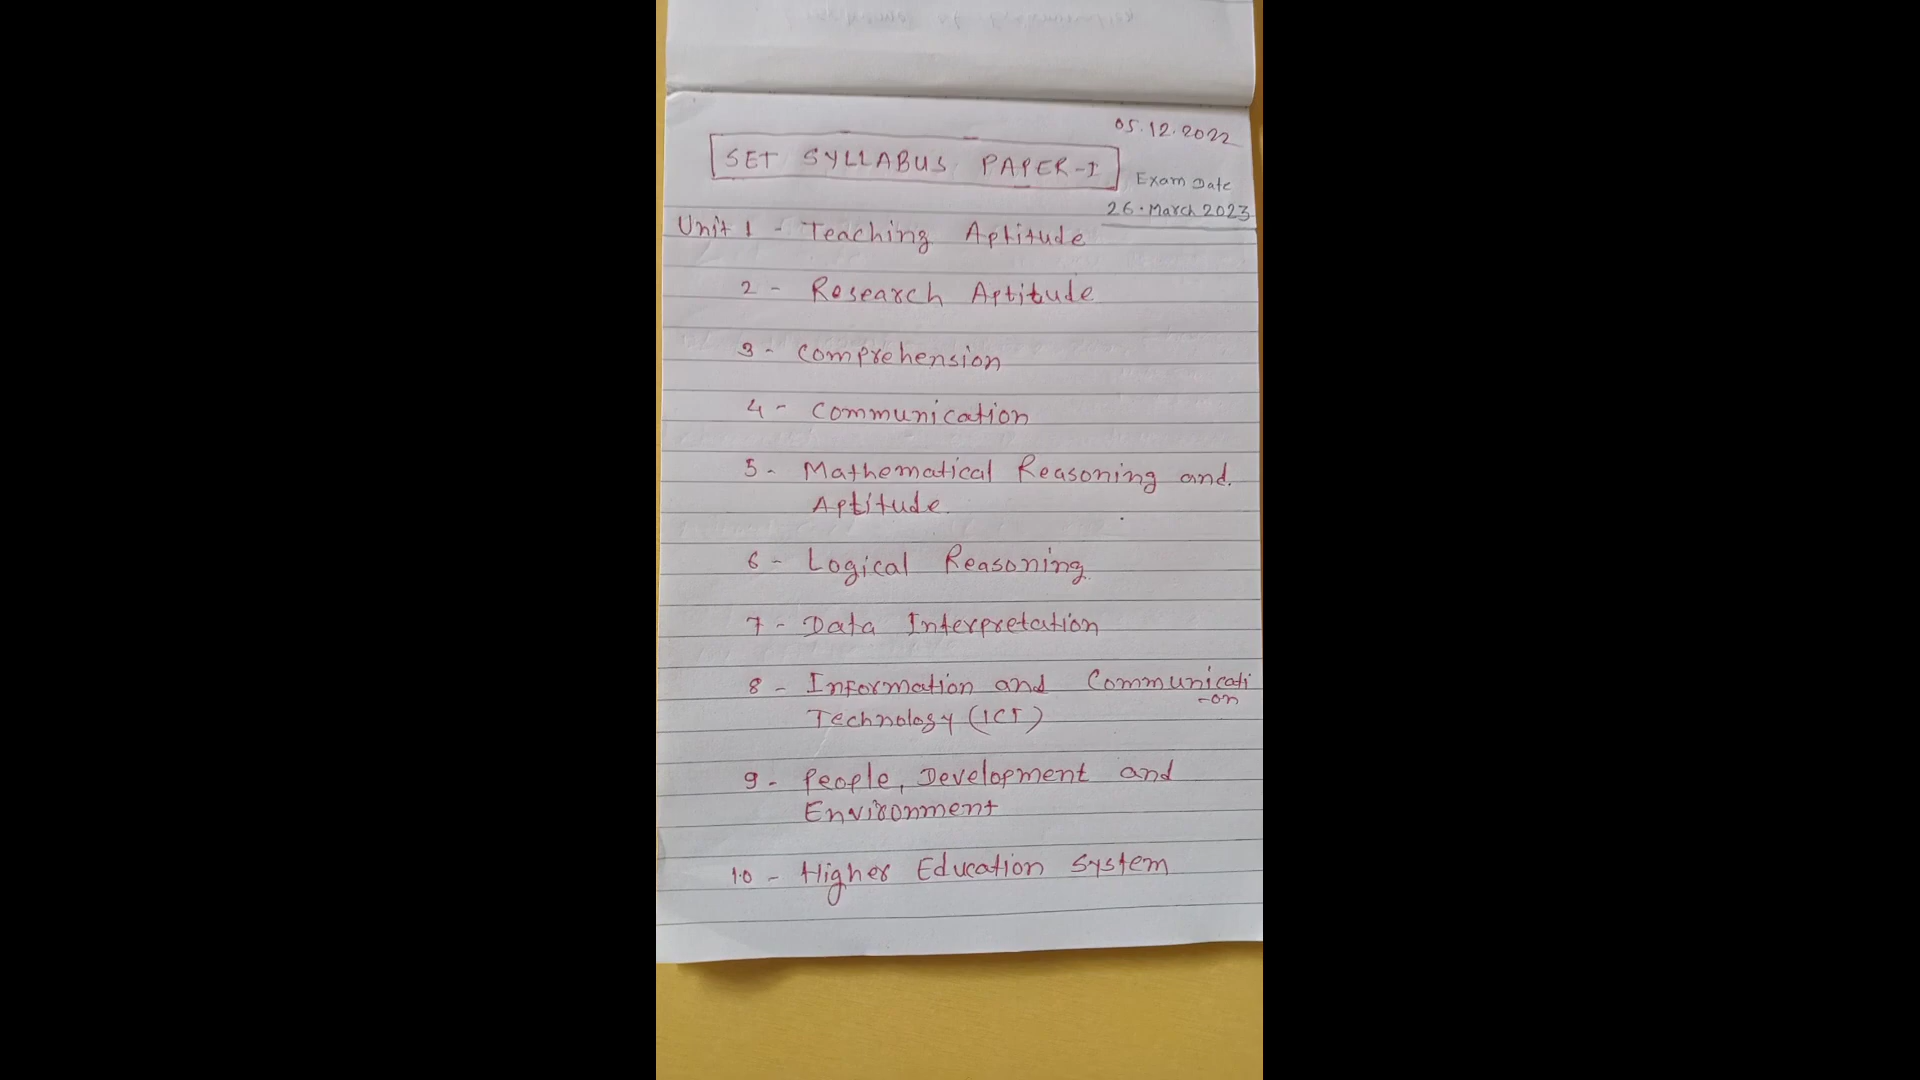 05.12.2022
SET SYLLABUS PAPER-I
Exam Date
26.March 2023
Unit 1 - Teaching Aptitude
2 - Research Aptitude
3 - Comprehension
4 - Communication
5 - Mathematical Reasoning and
Aptitude
6 - Logical Reasoning
7 - Data Interpretation
8 - Information and Communicati
-on
Technology (ICT)
9 - People, Development and
Environment
10 - Higher Education System